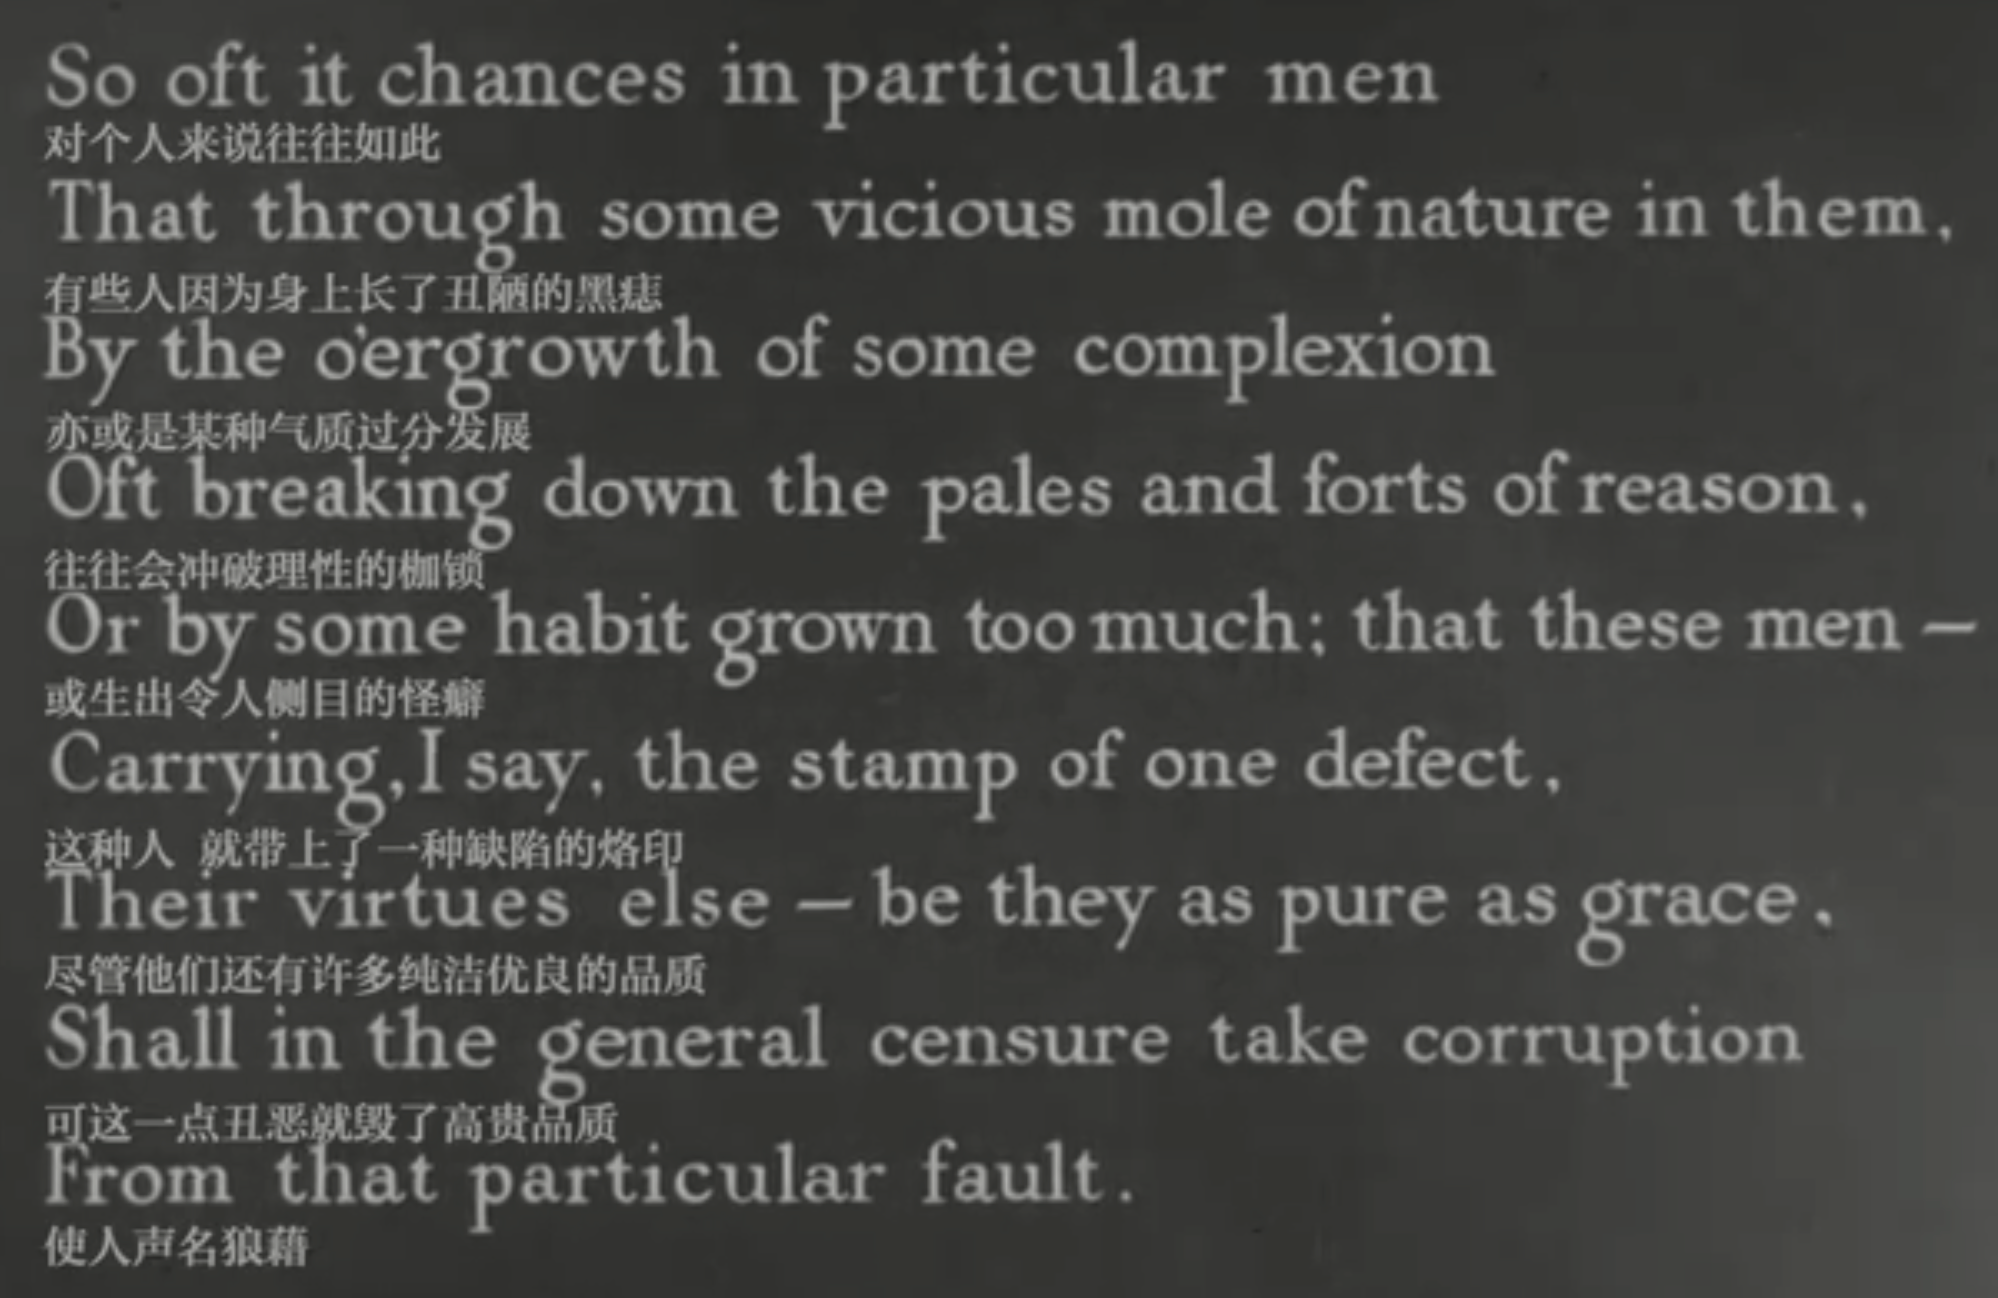 So oft it chances in particular men
对个人来说往往如此
That through some vicious mole of nature in them,
有些人因为身上长了丑陋的黑痣
By the o'ergrowth of some complexion
亦或是某种气质过分发展
Oft breaking down the pales and forts of reason,
往往会冲破理性的枷锁
Or by some habit grown too much; that these men —
或生出令人侧目的怪癖
Carrying, I say, the stamp of one defect,
这种人 就带上了一种缺陷的烙印
Their virtues else — be they as pure as grace,
尽管他们还有许多纯洁优良的品质
Shall in the general censure take corruption
可这一点丑恶就毁了高贵品质
From that particular fault.
使人声名狼藉